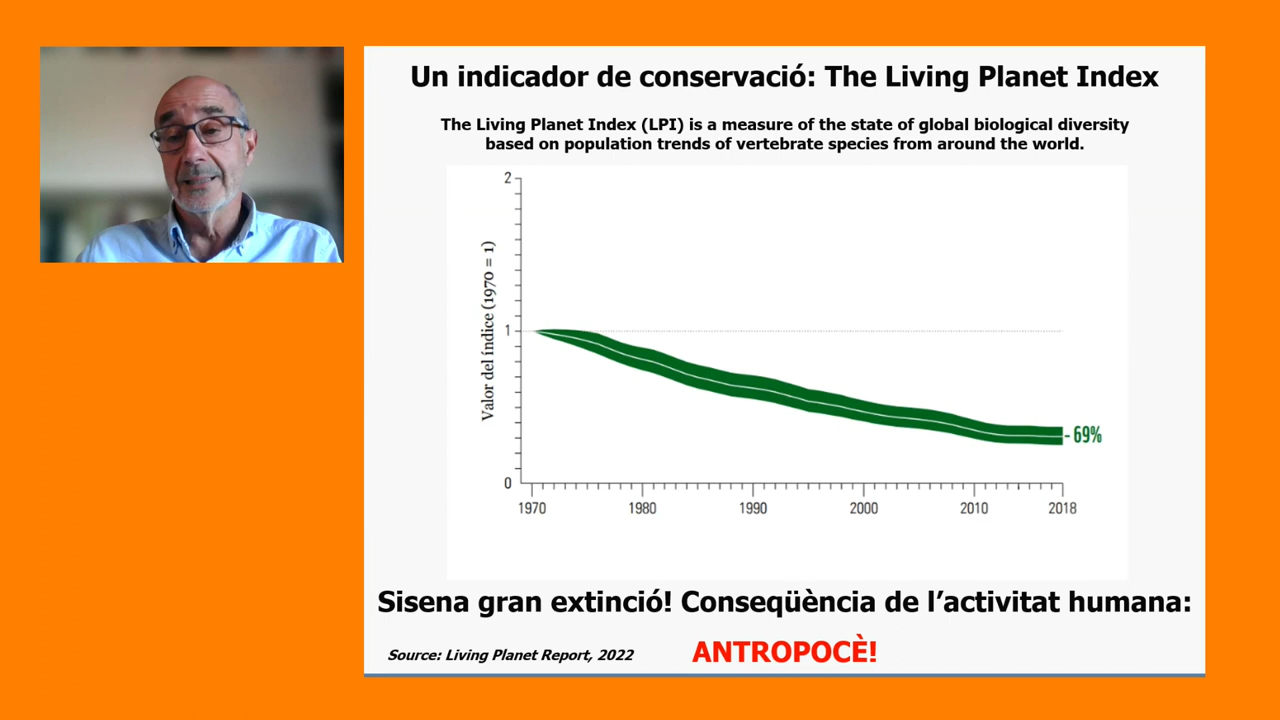 Un indicador de conservació: The Living Planet Index
The Living Planet Index (LPI) is a measure of the state of global biological diversity
based on population trends of vertebrate species from around the world.
Valor del índice (1970 = 1)
2
1
0
- 69%
1970 1980 1990 2000 2010 2018
Sisena gran extinció! Conseqüència de l’activitat humana:
Source: Living Planet Report, 2022
ANTROPOCÈ!